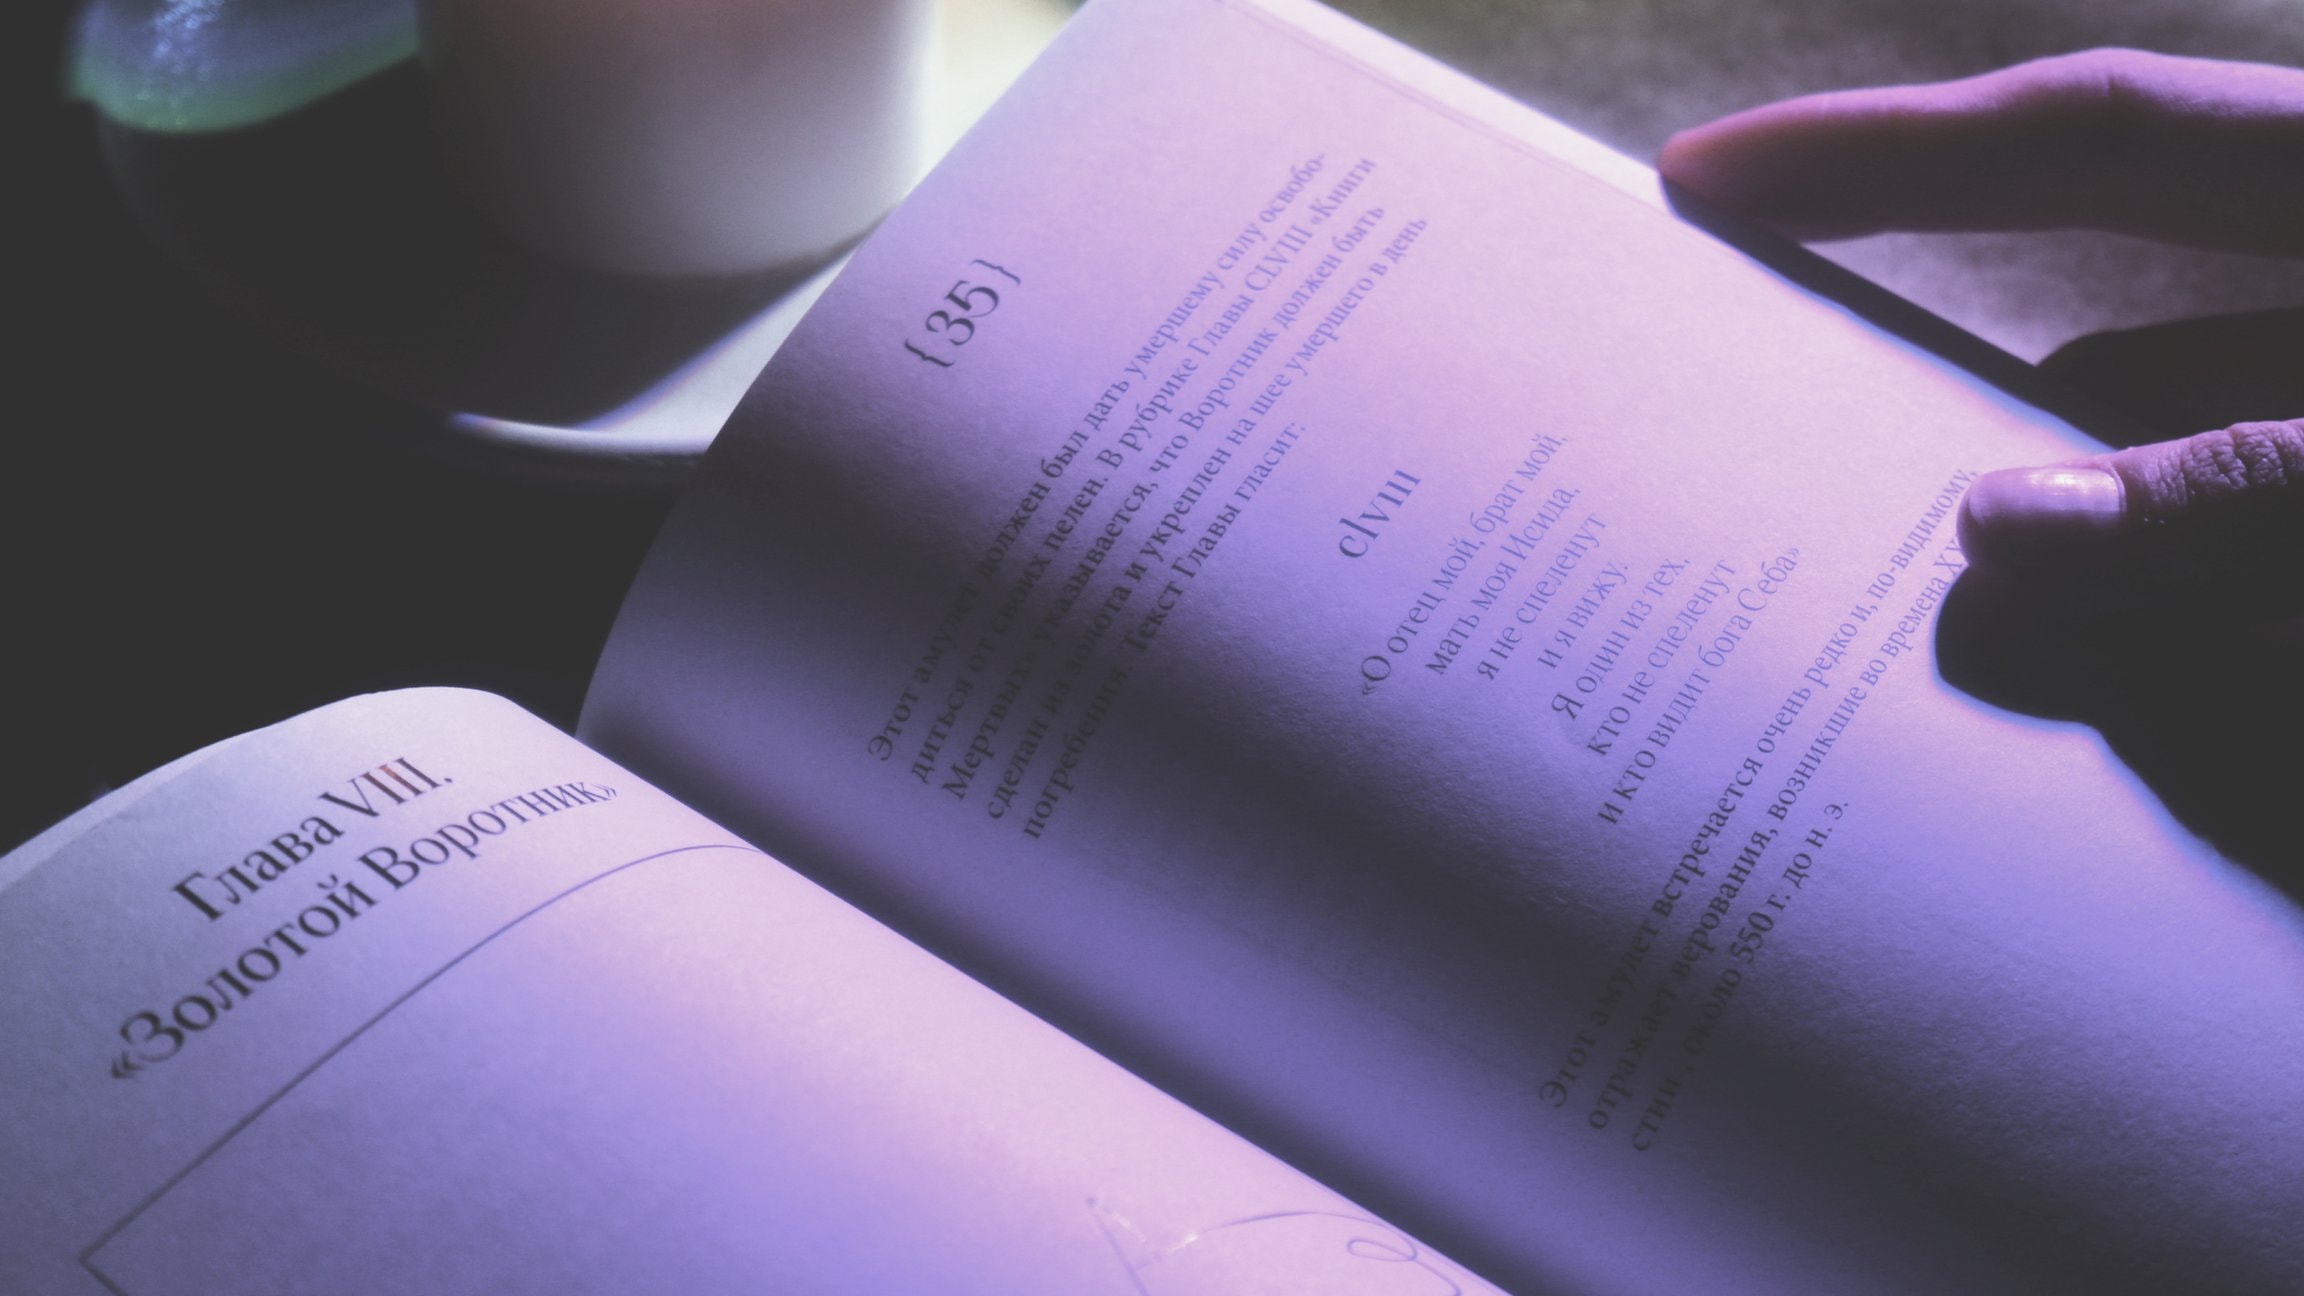 Глава VIII.
«Золотой Воротник»
{ 35 }
Этот амулет должен был дать умершему силу освобо-
диться от своих пелен. В рубрике Главы CLVIII «Книги
Мертвых» указывается, что Воротник должен быть
сделан из золота и укреплен на шее умершего в день
погребения. Текст Главы гласит:
clviii
«О отец мой, брат мой,
мать моя Исида,
я не спеленут
и я вижу.
Я один из тех,
кто не спеленут
и кто видит бога Себа»
Этот амулет встречается очень редко и, по-видимому,
отражает верования, возникшие во времена
стии, около 550 г. до н. э.